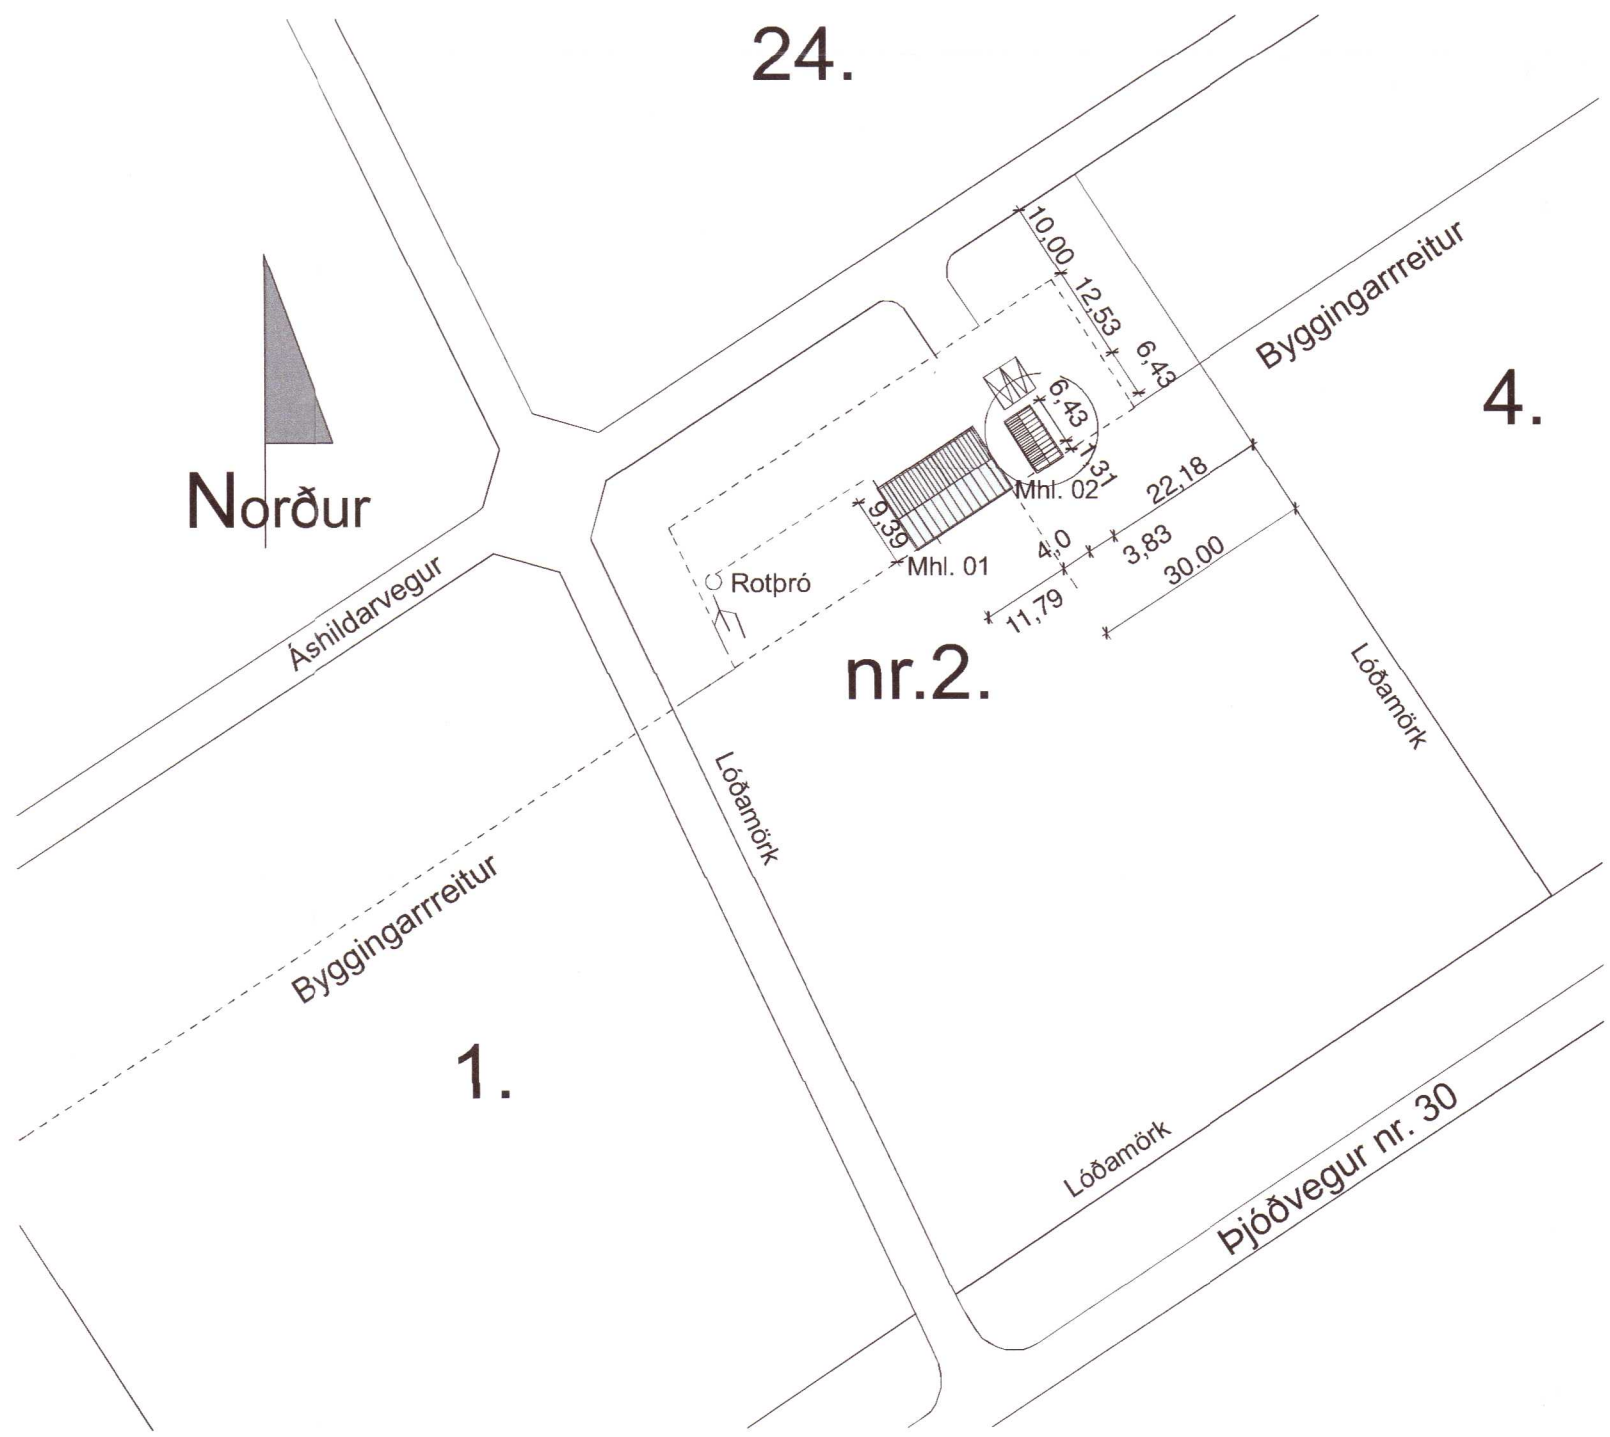 24.
10,00
12,53
6,43
Byggingarrreitur
4.
6,43
1,31
Mhl. 02
22,18
9,39
Mhl. 01
4,0
3,83
30.00
11,79
Norður
Rotþró
Áshildarvegur
nr.2.
Lóðamörk
Lóðamörk
Byggingarrreitur
1.
Lóðamörk
Þjóðvegur nr. 30